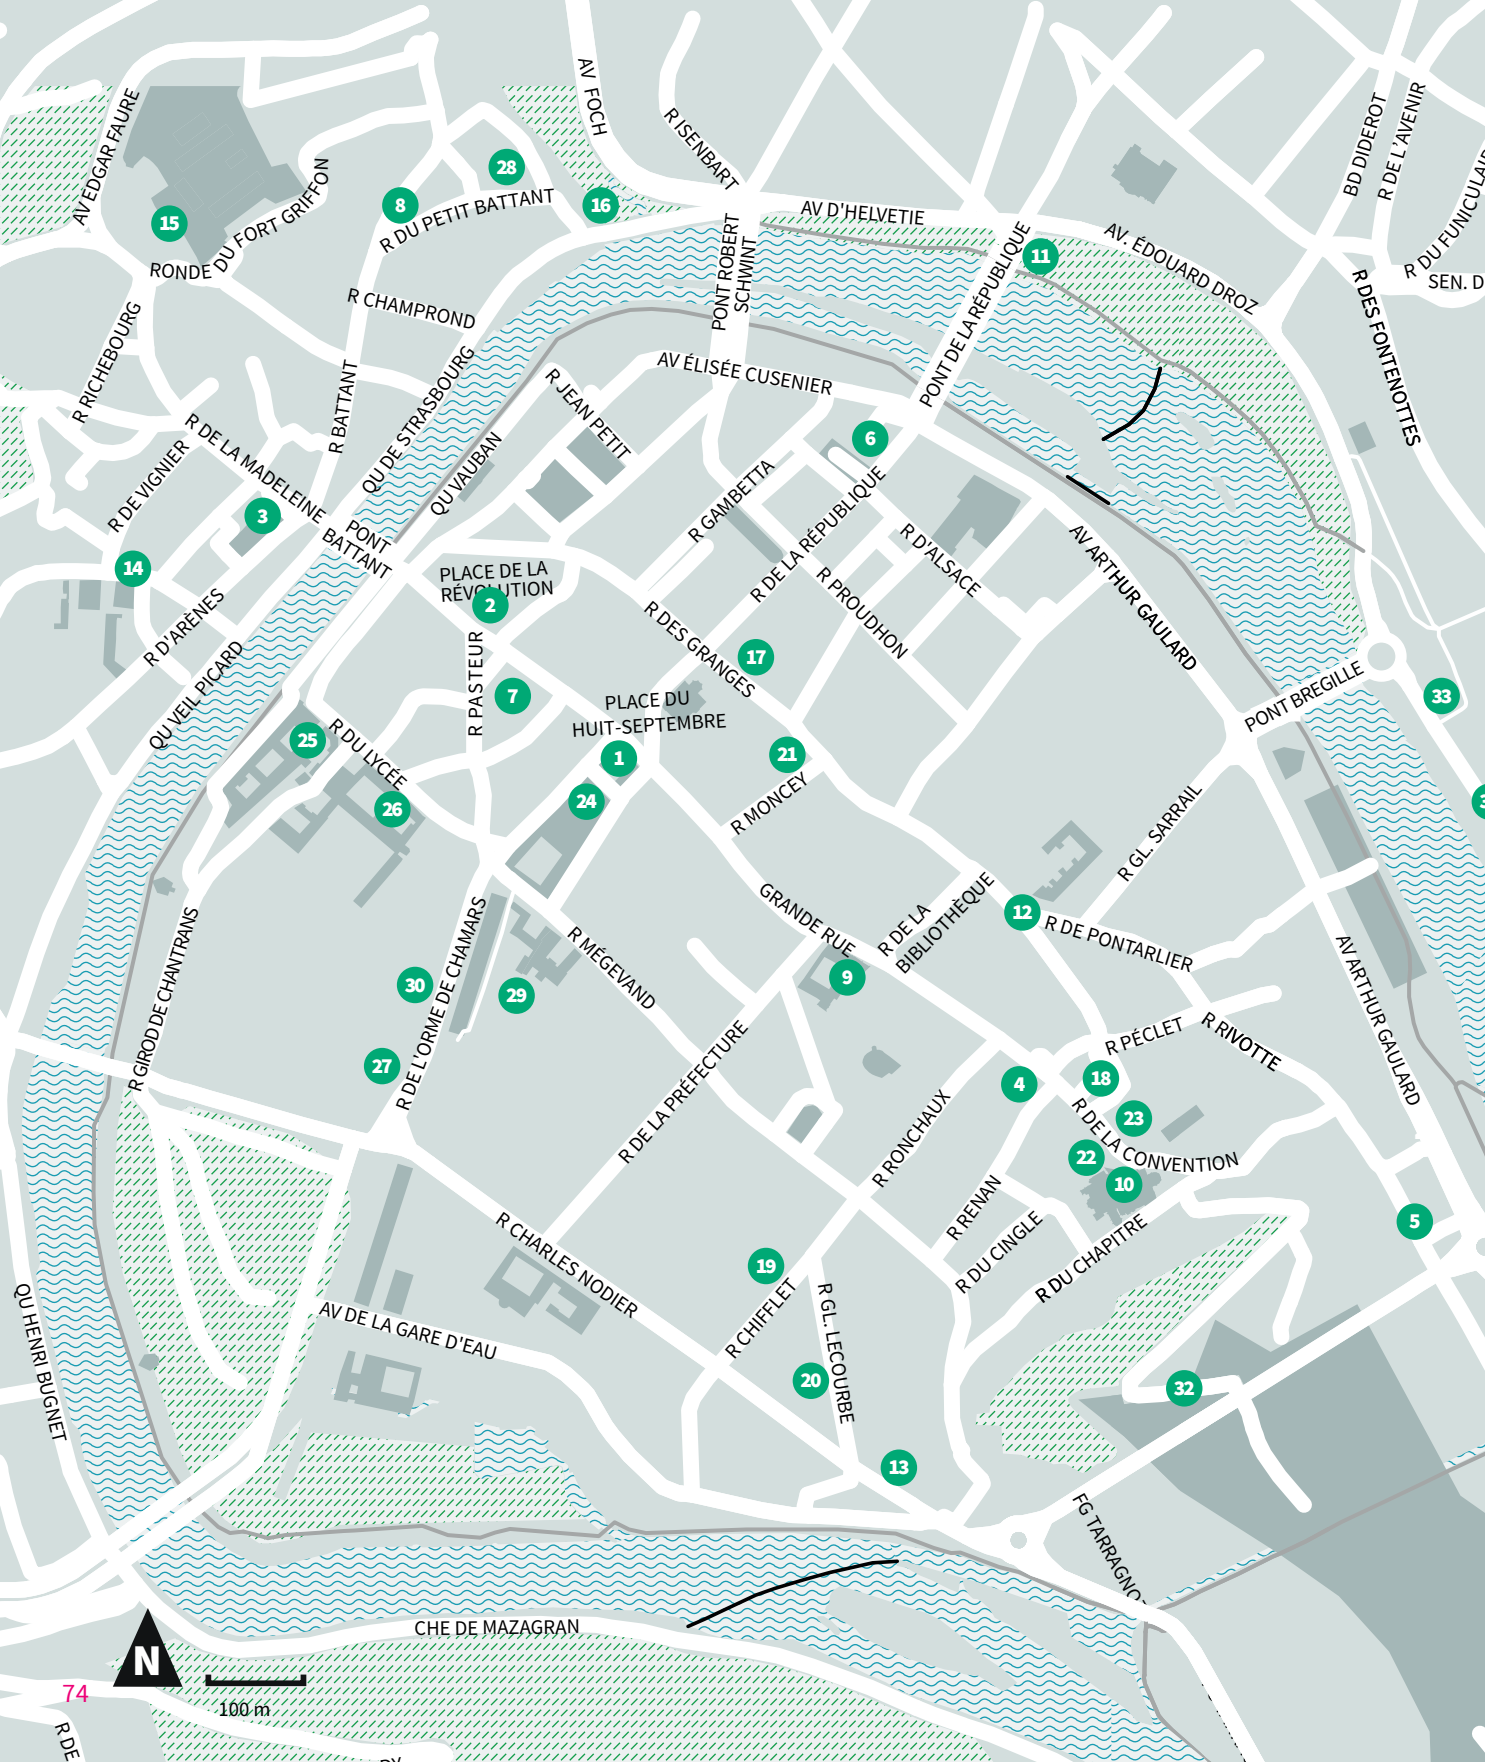 AV FOCH
R ISENBART
AV EDGAR FAURE
BD DIDEROT
R DE L'AVENIR
28
15
8
16
R DU PETIT BATTANT
AV D'HELVETIE
AV. ÉDOUARD DROZ
11
R DU FUNICULAI
SEN. D
RONDE DU FORT GRIFFON
PONT ROBERT
SCHWINT
PONT DE LA RÉPUBLIQUE
R CHAMPROND
R RICHEBOURG
R BATTANT
QU DE STRASBOURG
AV ÉLISÉE CUSENIER
R DES FONTENOTTES
R JEAN PETIT
QU VAUBAN
6
R DE LA MADELEINE
R DE VIGNIER
3
PONT
BATTANT
R GAMBETTA
R DE LA RÉPUBLIQUE
R D'ALSACE
AV ARTHUR GAULARD
14
PLACE DE LA
RÉVOLUTION
2
R PROUDHON
R D'ARÈNES
R DES GRANGES
17
R PASTEUR
7
QU VEIL PICARD
PLACE DU
HUIT-SEPTEMBRE
PONT BREGILLE
33
25
R DU LYCÉE
1
21
24
26
R MONCEY
3
R GL. SARRAIL
GRANDE RUE
R DE LA
BIBLIOTHÈQUE
12
R DE PONTARLIER
R GIROD DE CHANTRANS
R DE L'ORME DE CHAMARS
30
29
R MÉGEVAND
9
AV ARTHUR GAULARD
27
R DE LA PRÉFECTURE
R PÉCLET
R RIVOTTE
4
18
23
R RONCHAUX
R DE LA CONVENTION
22
10
R RENAN
R DU CINGLE
R DU CHAPITRE
5
R CHARLES NODIER
19
R CHIFFLET
R GL. LECOURBE
QU HENRI BUGNET
AV DE LA GARE D'EAU
20
32
13
FG TARRAGNOZ
CHE DE MAZAGRAN
N
74
100 m
R DE